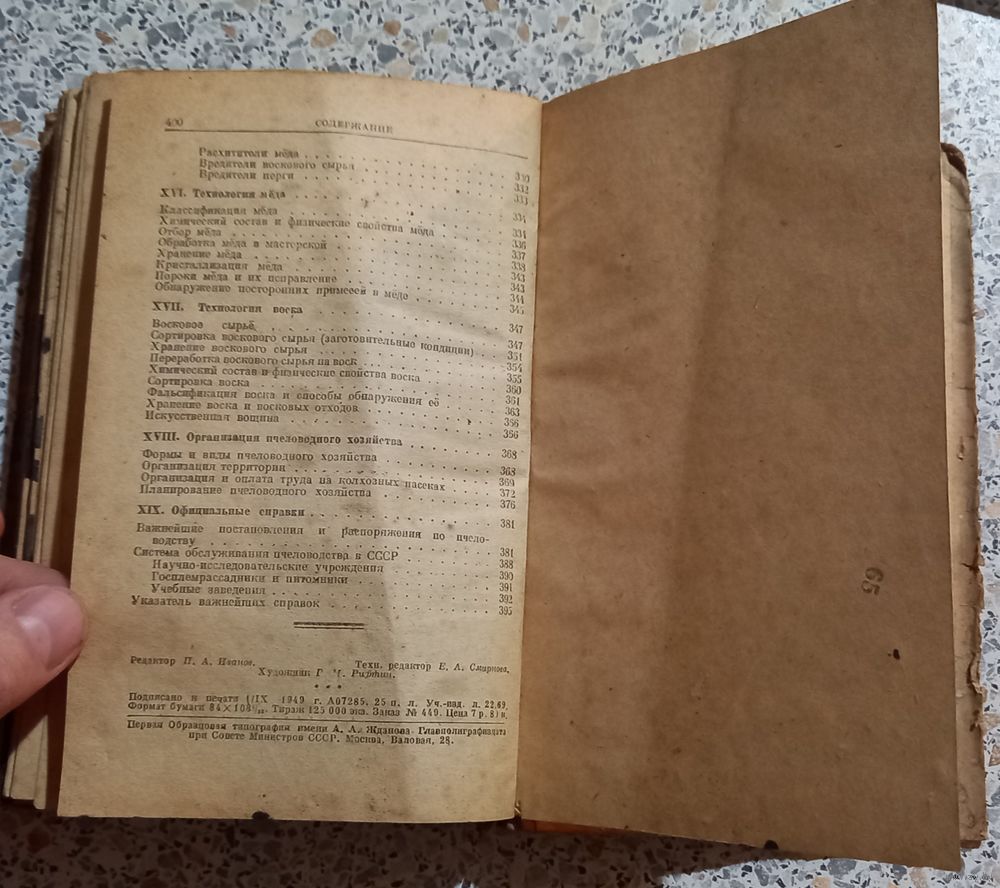 400 СОДЕРЖАНИЕ
Расхитители мёда . . . 330
Вредители воскового сырья . . . 332
Вредители перги . . . 333
XVI. Технология мёда . . . 334
Классификация мёда . . . 334
Химический состав и физические свойства мёда . . . 336
Отбор мёда . . . 337
Обработка мёда в мастерской . . . 338
Хранение мёда . . . 343
Кристаллизация мёда . . . 343
Пороки мёда и их исправление . . . 344
Обнаружение посторонних примесей в мёде . . . 345
XVII. Технология воска . . . 347
Восковое сырьё . . . 347
Сортировка воскового сырья (заготовительные кондиции) . . . 351
Хранение воскового сырья . . . 354
Переработка воскового сырья на воск . . . 355
Химический состав и физические свойства воска . . . 360
Сортировка воска . . . 361
Фальсификация воска и способы обнаружения её . . . 363
Хранение воска и восковых отходов . . . 366
Искусственная вощина . . . 366
XVIII. Организация пчеловодного хозяйства . . . 368
Формы и виды пчеловодного хозяйства . . . 368
Организация территории . . . 369
Организация и оплата труда на колхозных пасеках . . . 372
Планирование пчеловодного хозяйства . . . 376
XIX. Официальные справки . . . 381
Важнейшие постановления и распоряжения по пчело-
водству . . . 381
Система обслуживания пчеловодства в СССР . . . 388
Научно-исследовательские учреждения . . . 390
Госплемрассадники и питомники . . . 391
Учебные заведения . . . 392
Указатель важнейших справок . . . 395
Редактор П. А. Иванов. Техн. редактор Е. А. Смирнова.
Художник Г
* * *
Подписано к печати 1949 г. А07285. 25 п. л. Уч.-изд. л. 22,69.
Формат бумаги 84×108¹/₃₂. Тираж 125 000 экз. Заказ № 449. Цена 7 р.
Первая Образцовая типография имени А. А. Жданова Главполиграфиздата
при Совете Министров СССР. Москва, Валовая, 28.
65